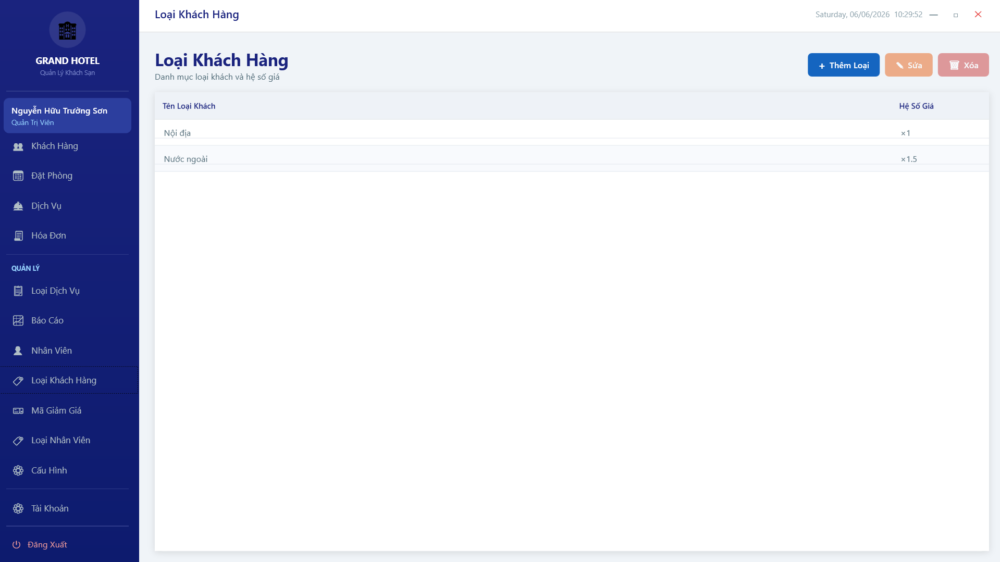 GRAND HOTEL
Quản Lý Khách Sạn
Nguyễn Hữu Trường Sơn
Quản Trị Viên
Khách Hàng
Đặt Phòng
Dịch Vụ
Hóa Đơn
QUẢN LÝ
Loại Dịch Vụ
Báo Cáo
Nhân Viên
Loại Khách Hàng
Mã Giảm Giá
Loại Nhân Viên
Cấu Hình
Tài Khoản
Đăng Xuất
Loại Khách Hàng
Saturday, 06/06/2026 10:29:52
Loại Khách Hàng
Danh mục loại khách và hệ số giá
+ Thêm Loại
Sửa
Xóa
Tên Loại Khách Hệ Số Giá
Nội địa ×1
Nước ngoài ×1.5